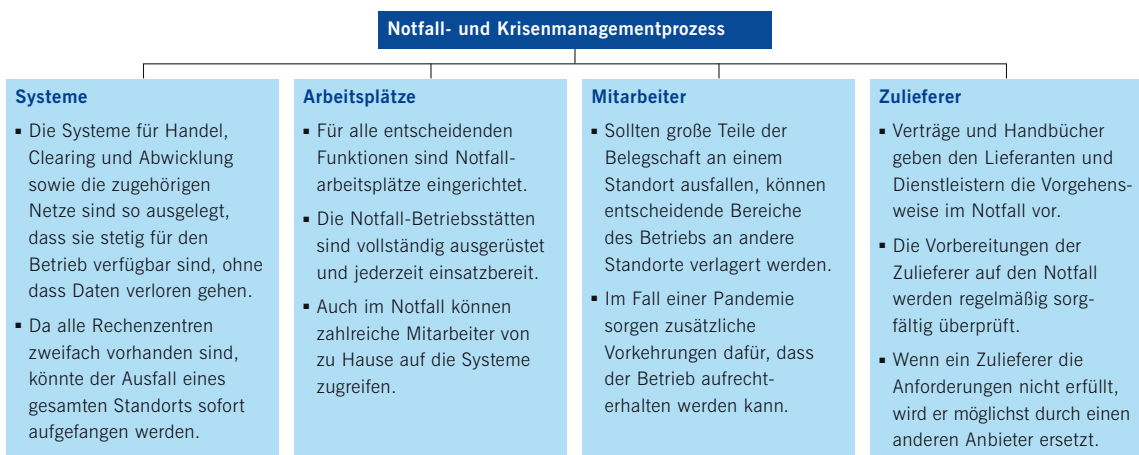 Notfall- und Krisenmanagementprozess
Systeme
▪ Die Systeme für Handel,
Clearing und Abwicklung
sowie die zugehörigen
Netze sind so ausgelegt,
dass sie stetig für den
Betrieb verfügbar sind, ohne
dass Daten verloren gehen.
▪ Da alle Rechenzentren
zweifach vorhanden sind,
könnte der Ausfall eines
gesamten Standorts sofort
aufgefangen werden.
Arbeitsplätze
▪ Für alle entscheidenden
Funktionen sind Notfall-
arbeitsplätze eingerichtet.
▪ Die Notfall-Betriebsstätten
sind vollständig ausgerüstet
und jederzeit einsatzbereit.
▪ Auch im Notfall können
zahlreiche Mitarbeiter von
zu Hause auf die Systeme
zugreifen.
Mitarbeiter
▪ Sollten große Teile der
Belegschaft an einem
Standort ausfallen, können
entscheidende Bereiche
des Betriebs an andere
Standorte verlagert werden.
▪ Im Fall einer Pandemie
sorgen zusätzliche
Vorkehrungen dafür, dass
der Betrieb aufrecht-
erhalten werden kann.
Zulieferer
▪ Verträge und Handbücher
geben den Lieferanten und
Dienstleistern die Vorgehens-
weise im Notfall vor.
▪ Die Vorbereitungen der
Zulieferer auf den Notfall
werden regelmäßig sorg-
fältig überprüft.
▪ Wenn ein Zulieferer die
Anforderungen nicht erfüllt,
wird er möglichst durch einen
anderen Anbieter ersetzt.